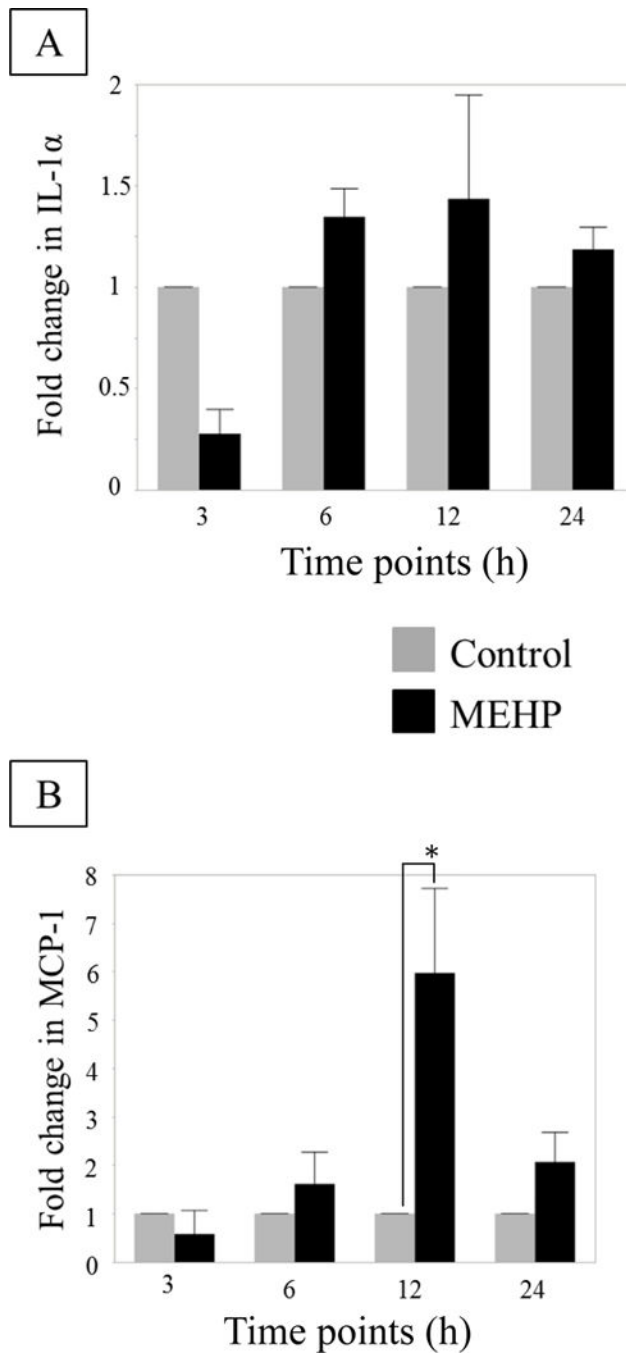 A
Fold change in IL-1α
2
1.5
1
0.5
0
3 6 12 24
Time points (h)
Control
MEHP
B
*
Fold change in MCP-1
8
7
6
5
4
3
2
1
0
3 6 12 24
Time points (h)